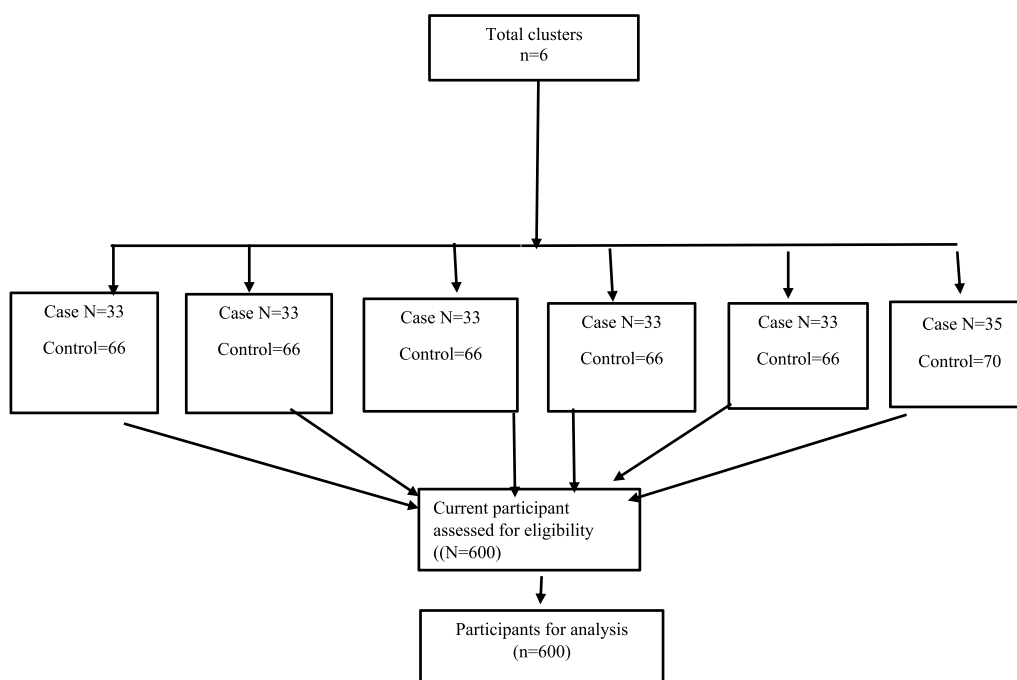 Total clusters
n=6
Case N=33
Control=66
Case N=33
Control=66
Case N=33
Control=66
Case N=33
Control=66
Case N=33
Control=66
Case N=35
Control=70
Current participant
assessed for eligibility
((N=600)
Participants for analysis
(n=600)